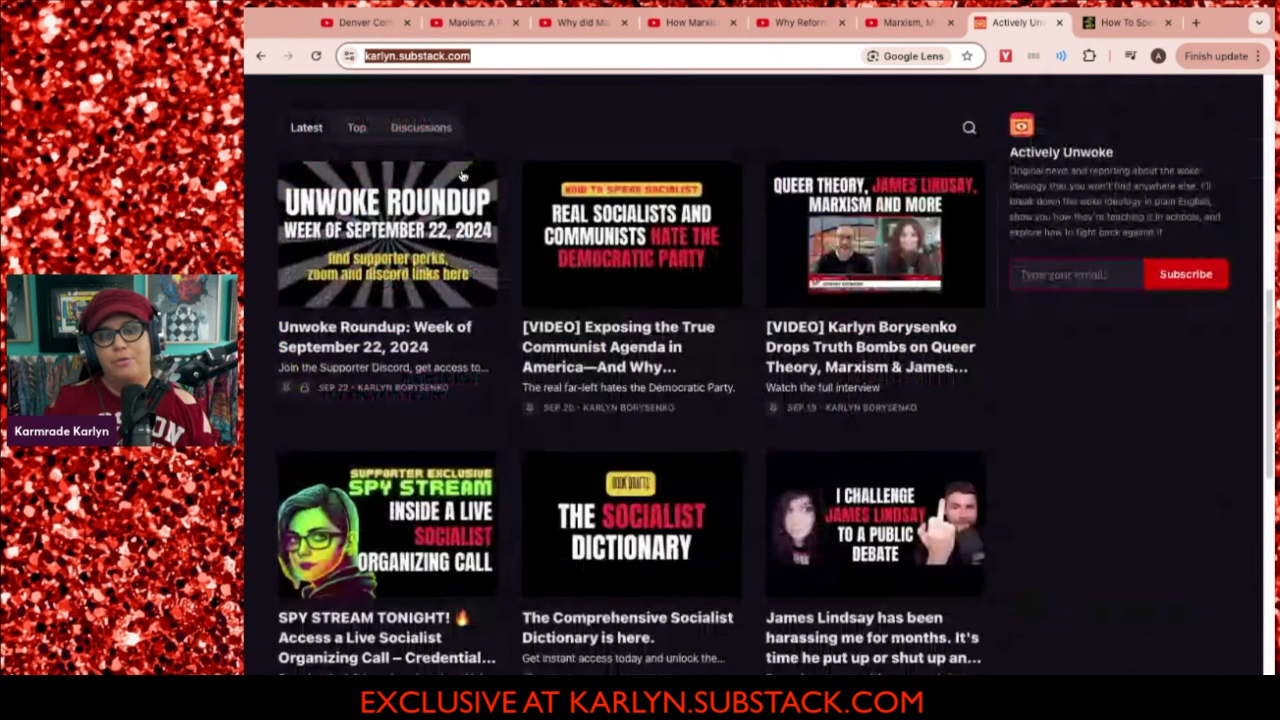 Denver Con
Maoism: A
Why did Ma
How Marxis
Why Reform
Marxism, M
Actively Un
How To Spe
karlyn.substack.com
Google Lens
Finish update
Latest
Top
Discussions
UNWOKE ROUNDUP
WEEK OF SEPTEMBER 22, 2024
find supporter perks,
zoom and discord links here
Unwoke Roundup: Week of
September 22, 2024
Join the Supporter Discord, get access to...
SEP 22 • KARLYN BORYSENKO
HOW TO SPEAK SOCIALIST
REAL SOCIALISTS AND
COMMUNISTS HATE THE
DEMOCRATIC PARTY
[VIDEO] Exposing the True
Communist Agenda in
America—And Why...
The real far-left hates the Democratic Party.
SEP 20 • KARLYN BORYSENKO
QUEER THEORY, JAMES LINDSAY,
MARXISM AND MORE
[VIDEO] Karlyn Borysenko
Drops Truth Bombs on Queer
Theory, Marxism & James...
Watch the full interview
SEP 19 • KARLYN BORYSENKO
Actively Unwoke
Original news and reporting about the woke
ideology that you won't find anywhere else. I'll
break down the woke ideology in plain English,
show you how they're teaching it in schools, and
explore how to fight back against it
Type your email...
Subscribe
Karmrade Karlyn
SUPPORTER EXCLUSIVE
SPY STREAM
INSIDE A LIVE
SOCIALIST
ORGANIZING CALL
SPY STREAM TONIGHT! 🔥
Access a Live Socialist
Organizing Call – Credential...
BOOK DRAFT:
THE SOCIALIST
DICTIONARY
The Comprehensive Socialist
Dictionary is here.
Get instant access today and unlock the...
I CHALLENGE
JAMES LINDSAY
TO A PUBLIC
DEBATE
James Lindsay has been
harassing me for months. It's
time he put up or shut up an...
EXCLUSIVE AT KARLYN.SUBSTACK.COM